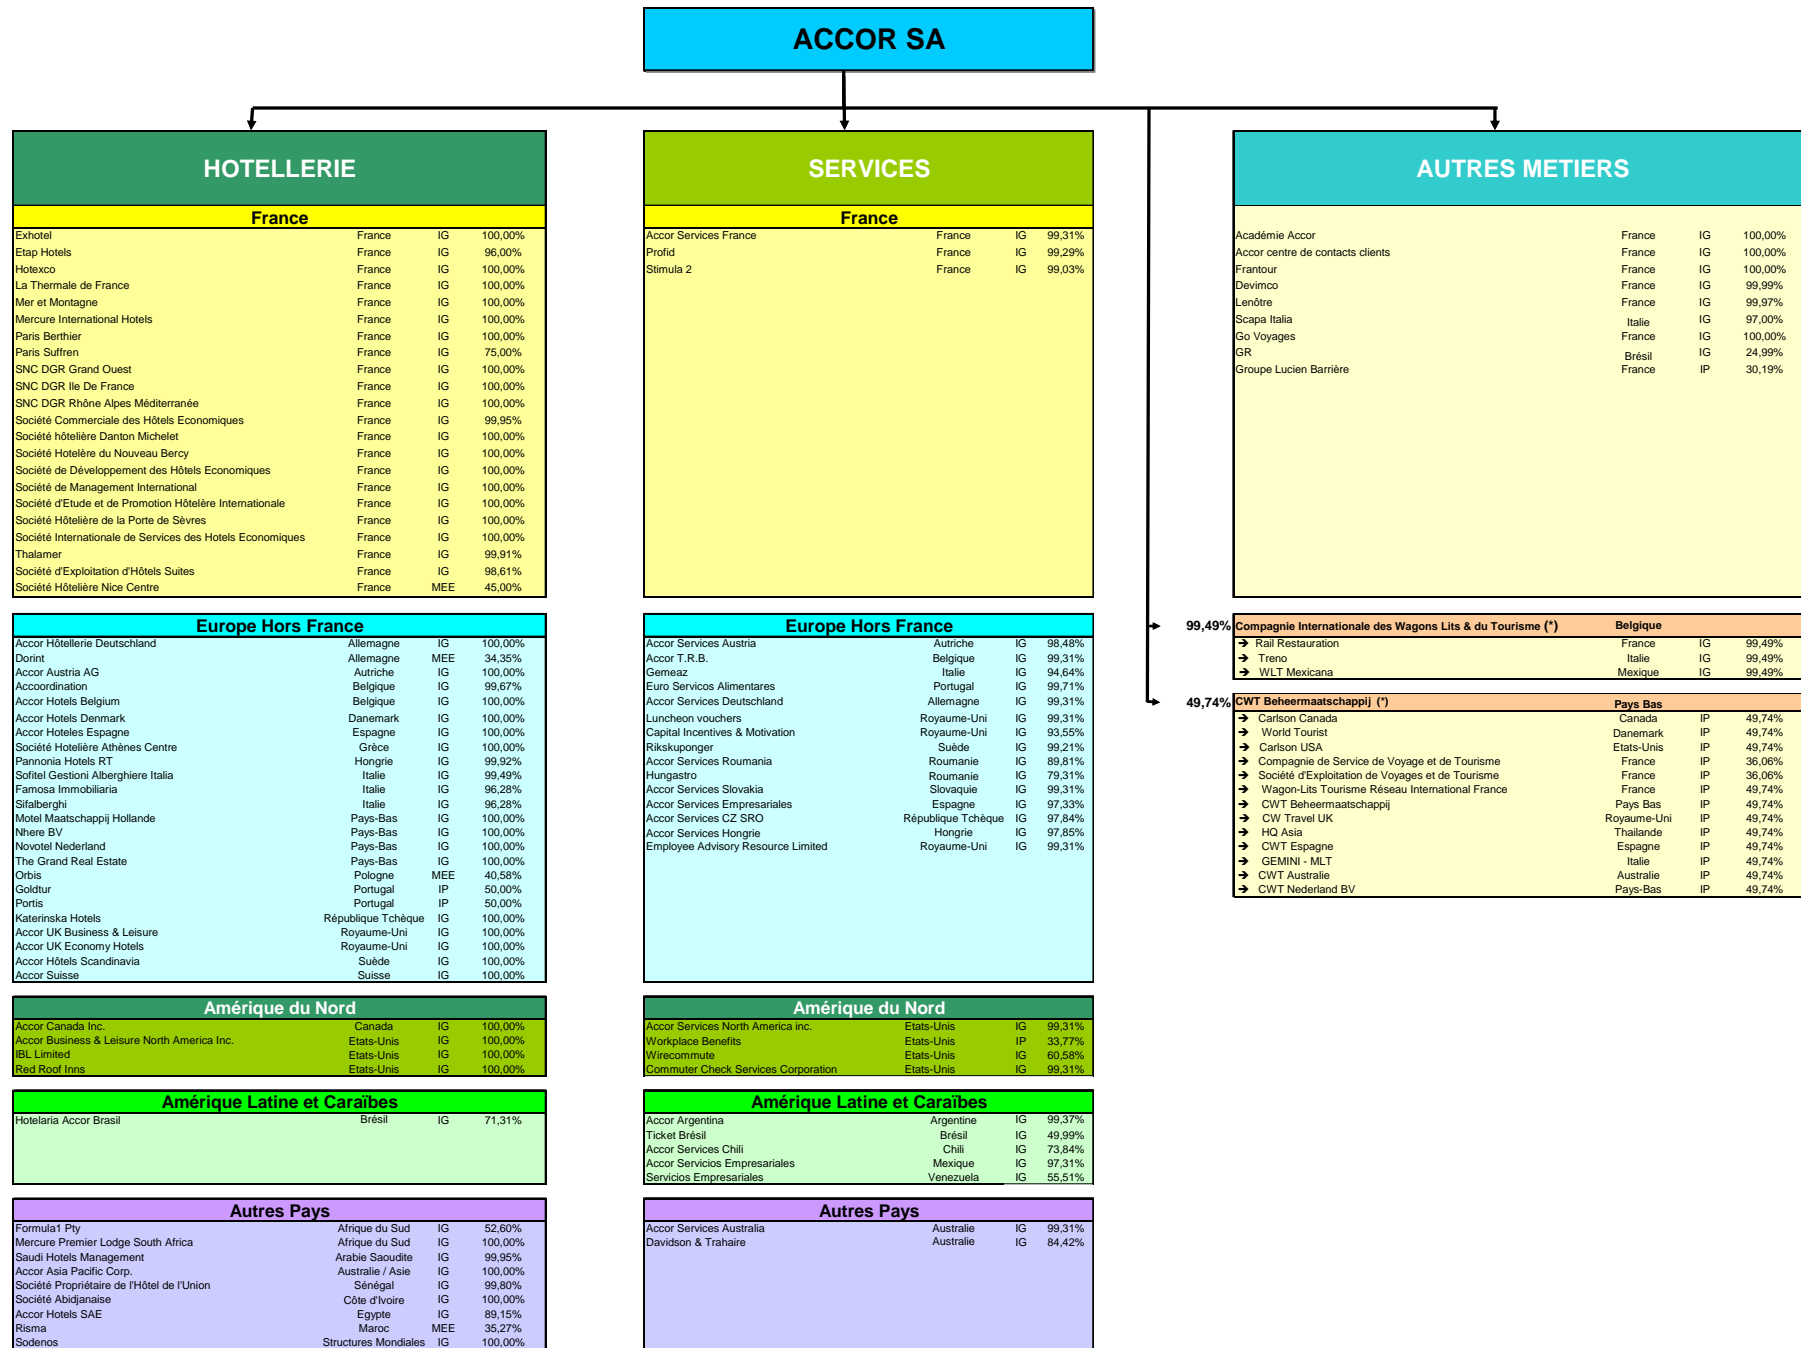 ACCOR SA
HOTELLERIE
France
Exhotel France IG 100,00%
Etap Hotels France IG 96,00%
Hotexco France IG 100,00%
La Thermale de France France IG 100,00%
Mer et Montagne France IG 100,00%
Mercure International Hotels France IG 100,00%
Paris Berthier France IG 100,00%
Paris Suffren France IG 75,00%
SNC DGR Grand Ouest France IG 100,00%
SNC DGR Ile De France France IG 100,00%
SNC DGR Rhône Alpes Méditerranée France IG 100,00%
Société Commerciale des Hôtels Economiques France IG 99,95%
Société hôtelière Danton Michelet France IG 100,00%
Société Hotelère du Nouveau Bercy France IG 100,00%
Société de Développement des Hôtels Economiques France IG 100,00%
Société de Management International France IG 100,00%
Société d'Etude et de Promotion Hôtelère Internationale France IG 100,00%
Société Hôtelière de la Porte de Sèvres France IG 100,00%
Société Internationale de Services des Hotels Economiques France IG 100,00%
Thalamer France IG 99,91%
Société d'Exploitation d'Hôtels Suites France IG 98,61%
Société Hôtelière Nice Centre France MEE 45,00%
Europe Hors France
Accor Hôtellerie Deutschland Allemagne IG 100,00%
Dorint Allemagne MEE 34,35%
Accor Austria AG Autriche IG 100,00%
Accoordination Belgique IG 99,67%
Accor Hotels Belgium Belgique IG 100,00%
Accor Hotels Denmark Danemark IG 100,00%
Accor Hoteles Espagne Espagne IG 100,00%
Société Hotelière Athènes Centre Grèce IG 100,00%
Pannonia Hotels RT Hongrie IG 99,92%
Sofitel Gestioni Alberghiere Italia Italie IG 99,49%
Famosa Immobiliaria Italie IG 96,28%
Sifalberghi Italie IG 96,28%
Motel Maatschappij Hollande Pays-Bas IG 100,00%
Nhere BV Pays-Bas IG 100,00%
Novotel Nederland Pays-Bas IG 100,00%
The Grand Real Estate Pays-Bas IG 100,00%
Orbis Pologne MEE 40,58%
Goldtur Portugal IP 50,00%
Portis Portugal IP 50,00%
Katerinska Hotels République Tchèque IG 100,00%
Accor UK Business & Leisure Royaume-Uni IG 100,00%
Accor UK Economy Hotels Royaume-Uni IG 100,00%
Accor Hôtels Scandinavia Suède IG 100,00%
Accor Suisse Suisse IG 100,00%
Amérique du Nord
Accor Canada Inc. Canada IG 100,00%
Accor Business & Leisure North America Inc. Etats-Unis IG 100,00%
IBL Limited Etats-Unis IG 100,00%
Red Roof Inns Etats-Unis IG 100,00%
Amérique Latine et Caraïbes
Hotelaria Accor Brasil Brésil IG 71,31%
Autres Pays
Formula1 Pty Afrique du Sud IG 52,60%
Mercure Premier Lodge South Africa Afrique du Sud IG 100,00%
Saudi Hotels Management Arabie Saoudite IG 99,95%
Accor Asia Pacific Corp. Australie / Asie IG 100,00%
Société Propriétaire de l'Hôtel de l'Union Sénégal IG 99,80%
Société Abidjanaise Côte d'Ivoire IG 100,00%
Accor Hotels SAE Egypte IG 89,15%
Risma Maroc MEE 35,27%
Sodenos Structures Mondiales IG 100,00%
SERVICES
France
Accor Services France France IG 99,31%
Profid France IG 99,29%
Stimula 2 France IG 99,03%
Europe Hors France
Accor Services Austria Autriche IG 98,48%
Accor T.R.B. Belgique IG 99,31%
Gemeaz Italie IG 94,64%
Euro Servicos Alimentares Portugal IG 99,71%
Accor Services Deutschland Allemagne IG 99,31%
Luncheon vouchers Royaume-Uni IG 99,31%
Capital Incentives & Motivation Royaume-Uni IG 93,55%
Rikskuponger Suède IG 99,21%
Accor Services Roumania Roumanie IG 89,81%
Hungastro Roumanie IG 79,31%
Accor Services Slovakia Slovaquie IG 99,31%
Accor Services Empresariales Espagne IG 97,33%
Accor Services CZ SRO République Tchèque IG 97,84%
Accor Services Hongrie Hongrie IG 97,85%
Employee Advisory Resource Limited Royaume-Uni IG 99,31%
Amérique du Nord
Accor Services North America inc. Etats-Unis IG 99,31%
Workplace Benefits Etats-Unis IP 33,77%
Wirecommute Etats-Unis IG 60,58%
Commuter Check Services Corporation Etats-Unis IG 99,31%
Amérique Latine et Caraïbes
Accor Argentina Argentine IG 99,37%
Ticket Brésil Brésil IG 49,99%
Accor Services Chili Chili IG 73,84%
Accor Servicios Empresariales Mexique IG 97,31%
Servicios Empresariales Venezuela IG 55,51%
Autres Pays
Accor Services Australia Australie IG 99,31%
Davidson & Trahaire Australie IG 84,42%
AUTRES METIERS
Académie Accor France IG 100,00%
Accor centre de contacts clients France IG 100,00%
Frantour France IG 100,00%
Devimco France IG 99,99%
Lenôtre France IG 99,97%
Scapa Italia Italie IG 97,00%
Go Voyages France IG 100,00%
GR Brésil IG 24,99%
Groupe Lucien Barrière France IP 30,19%
99,49% Compagnie Internationale des Wagons Lits & du Tourisme (*) Belgique
➔ Rail Restauration France IG 99,49%
➔ Treno Italie IG 99,49%
➔ WLT Mexicana Mexique IG 99,49%
49,74% CWT Beheermaatschappij (*) Pays Bas
➔ Carlson Canada Canada IP 49,74%
➔ World Tourist Danemark IP 49,74%
➔ Carlson USA Etats-Unis IP 49,74%
➔ Compagnie de Service de Voyage et de Tourisme France IP 36,06%
➔ Société d'Exploitation de Voyages et de Tourisme France IP 36,06%
➔ Wagon-Lits Tourisme Réseau International France France IP 49,74%
➔ CWT Beheermaatschappij Pays Bas IP 49,74%
➔ CW Travel UK Royaume-Uni IP 49,74%
➔ HQ Asia Thailande IP 49,74%
➔ CWT Espagne Espagne IP 49,74%
➔ GEMINI - MLT Italie IP 49,74%
➔ CWT Australie Australie IP 49,74%
➔ CWT Nederland BV Pays-Bas IP 49,74%